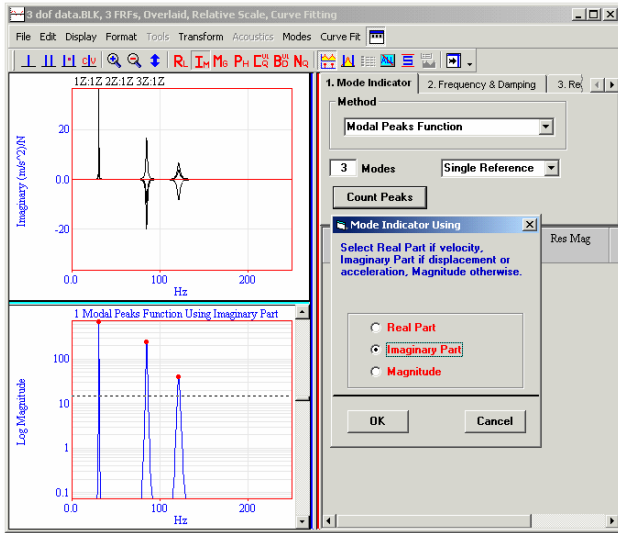 3 dof data.BLK, 3 FRFs, Overlaid, Relative Scale, Curve Fitting
File Edit Display Format Tools Transform Acoustics Modes Curve Fit
RL IM MG PH NQ
1Z:1Z 2Z:1Z 3Z:1Z
20
0.0
-20
Imaginary (m/s^2)/N
0.0 100 200
Hz
1 Modal Peaks Function Using Imaginary Part
100
10
1
0.1
Log Magnitude
0.0 100 200
Hz
1. Mode Indicator 2. Frequency & Damping 3. Re
Method
Modal Peaks Function
3 Modes Single Reference
Count Peaks
Res Mag
Mode Indicator Using
Select Real Part if velocity,
Imaginary Part if displacement or
acceleration, Magnitude otherwise.
Real Part
Imaginary Part
Magnitude
OK Cancel